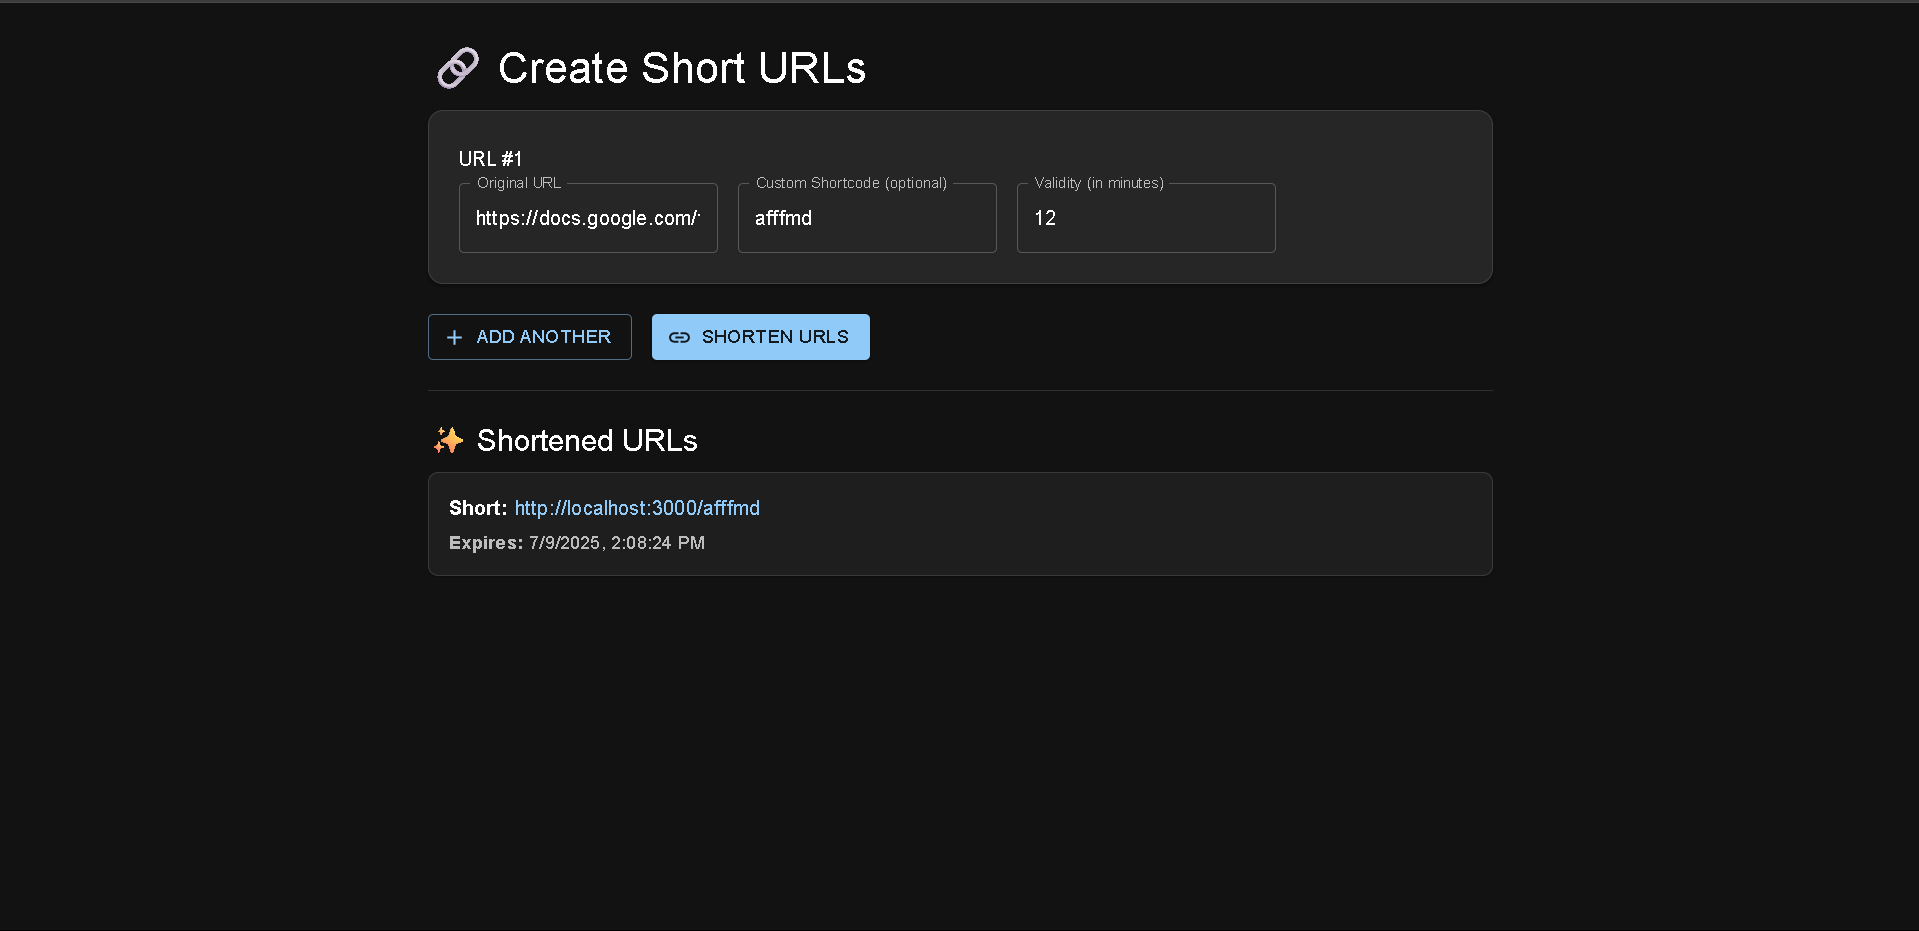 Create Short URLs
URL #1
Original URL
https://docs.google.com/
Custom Shortcode (optional)
afffmd
Validity (in minutes)
12
ADD ANOTHER
SHORTEN URLS
Shortened URLs
Short: http://localhost:3000/afffmd
Expires: 7/9/2025, 2:08:24 PM